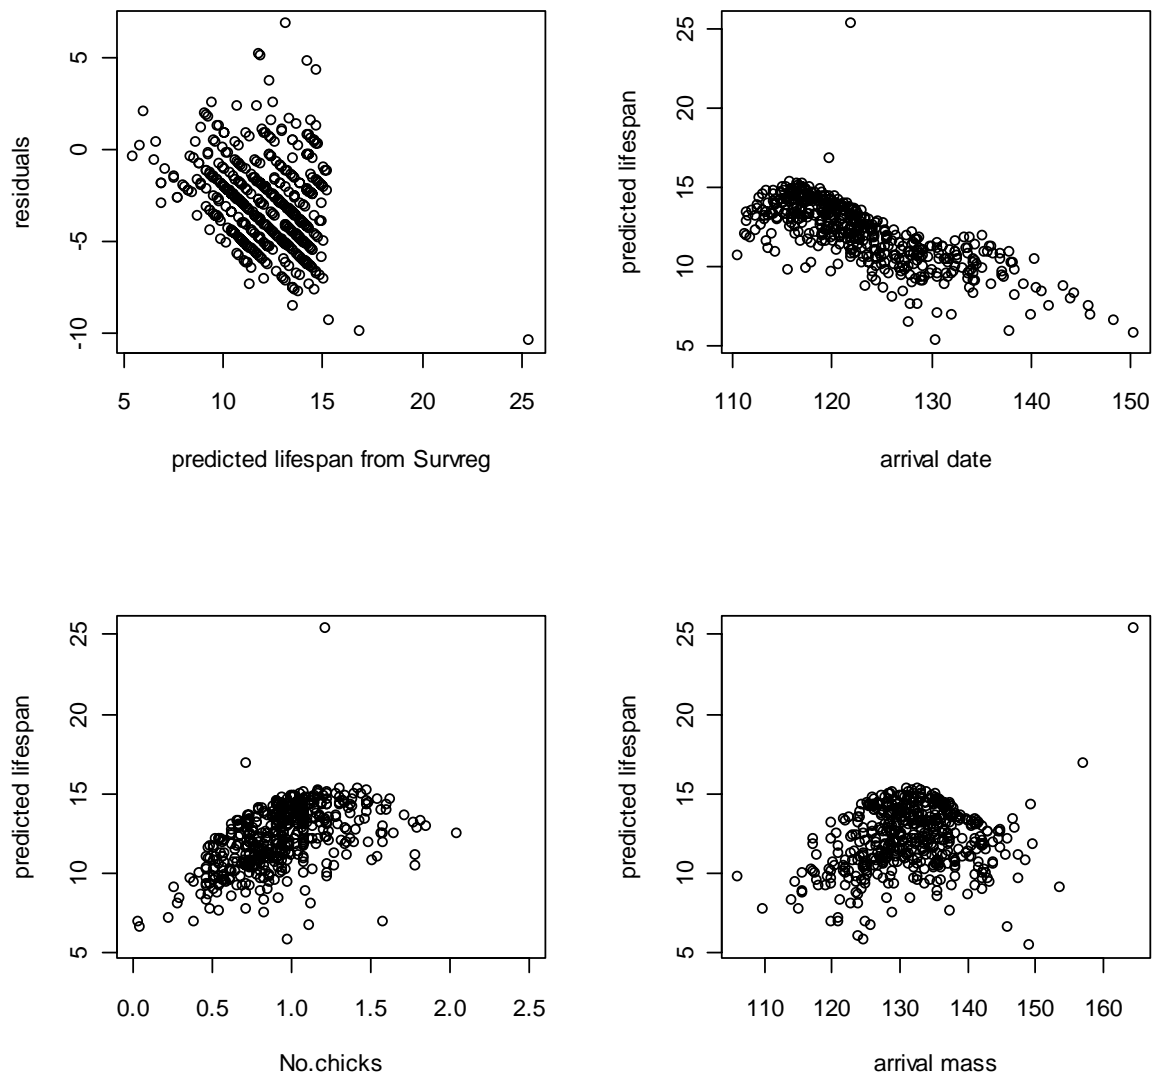 residuals
5
0
-5
-10
5 10 15 20 25
predicted lifespan from Survreg
predicted lifespan
25
20
15
10
5
110 120 130 140 150
arrival date
predicted lifespan
25
20
15
10
5
0.0 0.5 1.0 1.5 2.0 2.5
No.chicks
predicted lifespan
25
20
15
10
5
110 120 130 140 150 160
arrival mass